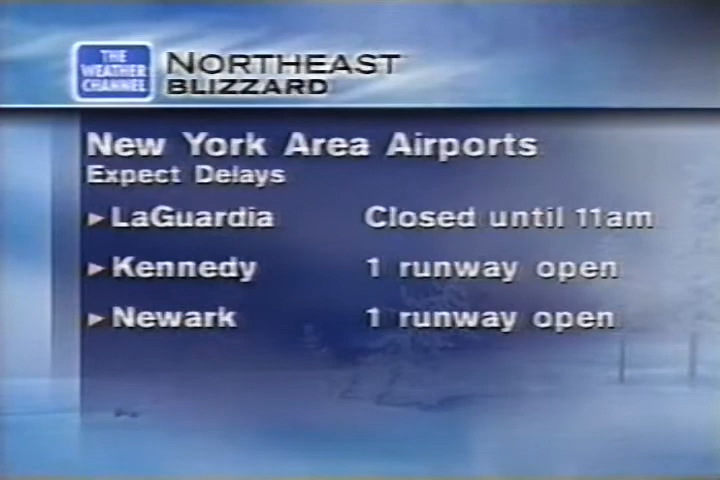 THE
WEATHER
CHANNEL
NORTHEAST
BLIZZARD
New York Area Airports
Expect Delays
►LaGuardia Closed until 11am
►Kennedy 1 runway open
►Newark 1 runway open